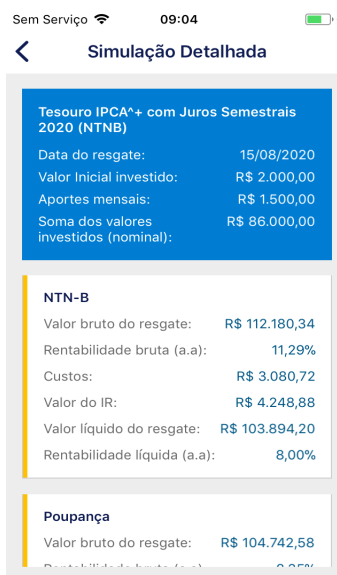 Sem Serviço 09:04
Simulação Detalhada
Tesouro IPCA^+ com Juros Semestrais
2020 (NTNB)
Data do resgate: 15/08/2020
Valor Inicial investido: R$ 2.000,00
Aportes mensais: R$ 1.500,00
Soma dos valores R$ 86.000,00
investidos (nominal):
NTN-B
Valor bruto do resgate: R$ 112.180,34
Rentabilidade bruta (a.a): 11,29%
Custos: R$ 3.080,72
Valor do IR: R$ 4.248,88
Valor líquido do resgate: R$ 103.894,20
Rentabilidade líquida (a.a): 8,00%
Poupança
Valor bruto do resgate: R$ 104.742,58